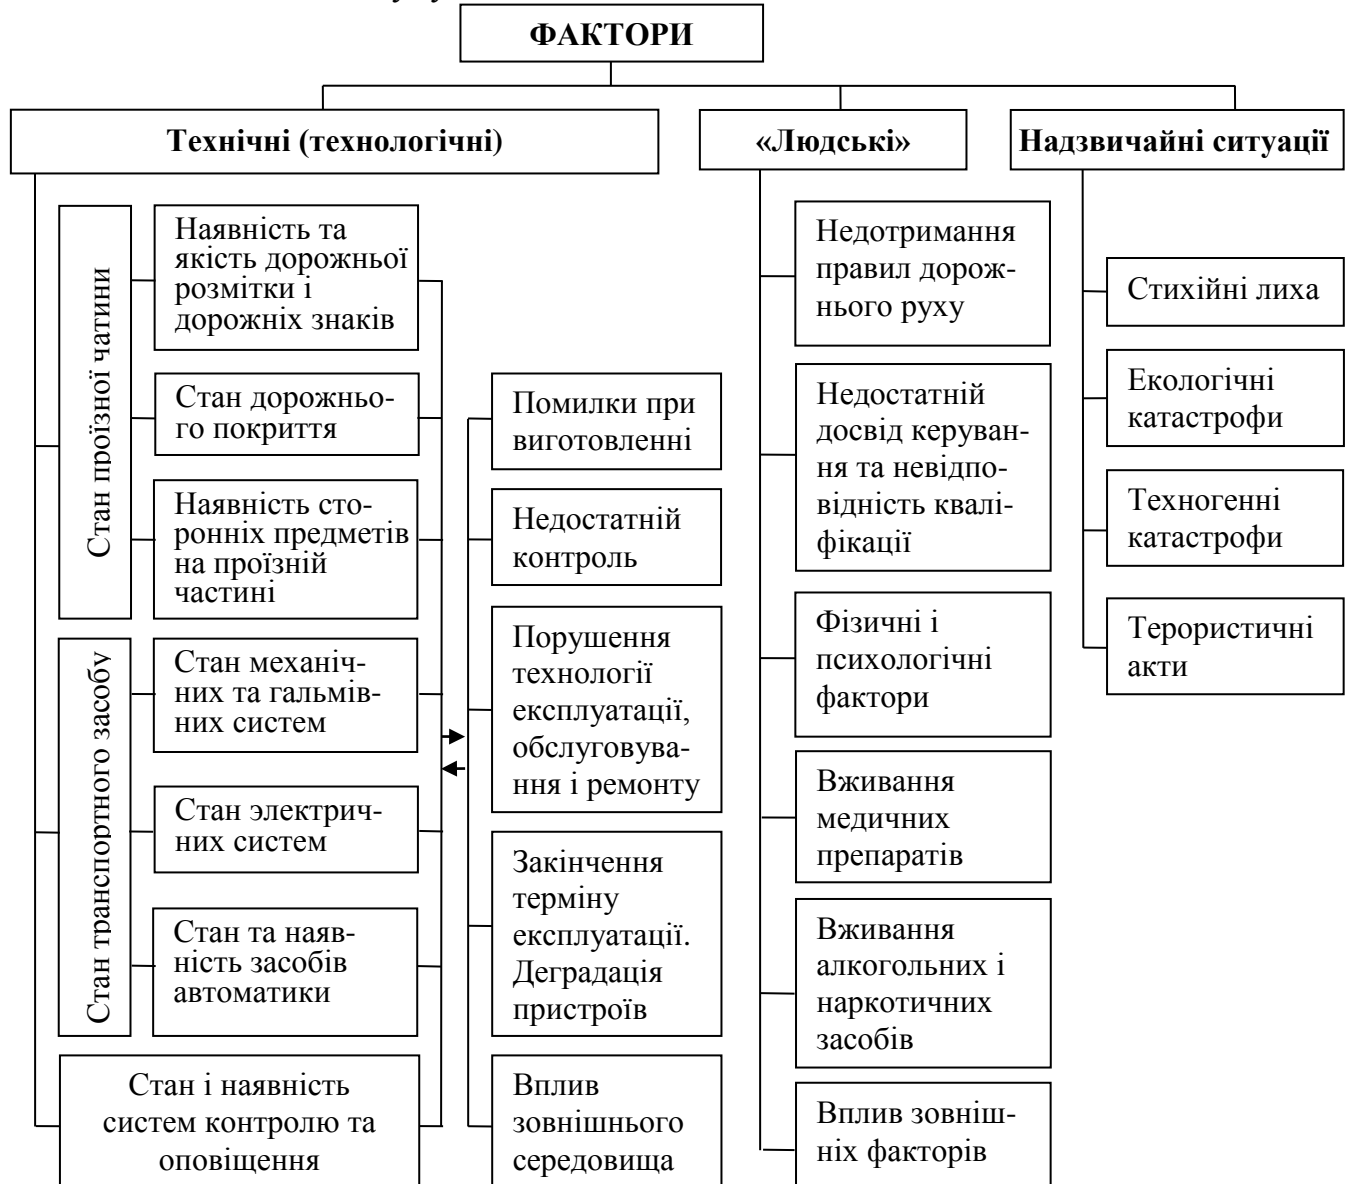 ФАКТОРИ
Технічні (технологічні)
«Людські»
Надзвичайні ситуації
Стан проїзної чатини
Наявність та
якість дорожньої
розмітки і
дорожніх знаків
Стан дорожньо-
го покриття
Наявність сто-
ронніх предметів
на проїзній
частині
Стан транспортного засобу
Стан механіч-
них та гальмів-
них систем
Стан электрич-
них систем
Стан та наяв-
ність засобів
автоматики
Стан і наявність
систем контролю та
оповіщення
Помилки при
виготовленні
Недостатній
контроль
Порушення
технології
експлуатації,
обслуговува-
ння і ремонту
Закінчення
терміну
експлуатації.
Деградація
пристроїв
Вплив
зовнішнього
середовища
Недотримання
правил дорож-
нього руху
Недостатній
досвід керуван-
ня та невідпо-
відність квалі-
фікації
Фізичні і
психологічні
фактори
Вживання
медичних
препаратів
Вживання
алкогольних і
наркотичних
засобів
Вплив зовніш-
ніх факторів
Стихійні лиха
Екологічні
катастрофи
Техногенні
катастрофи
Терористичні
акти